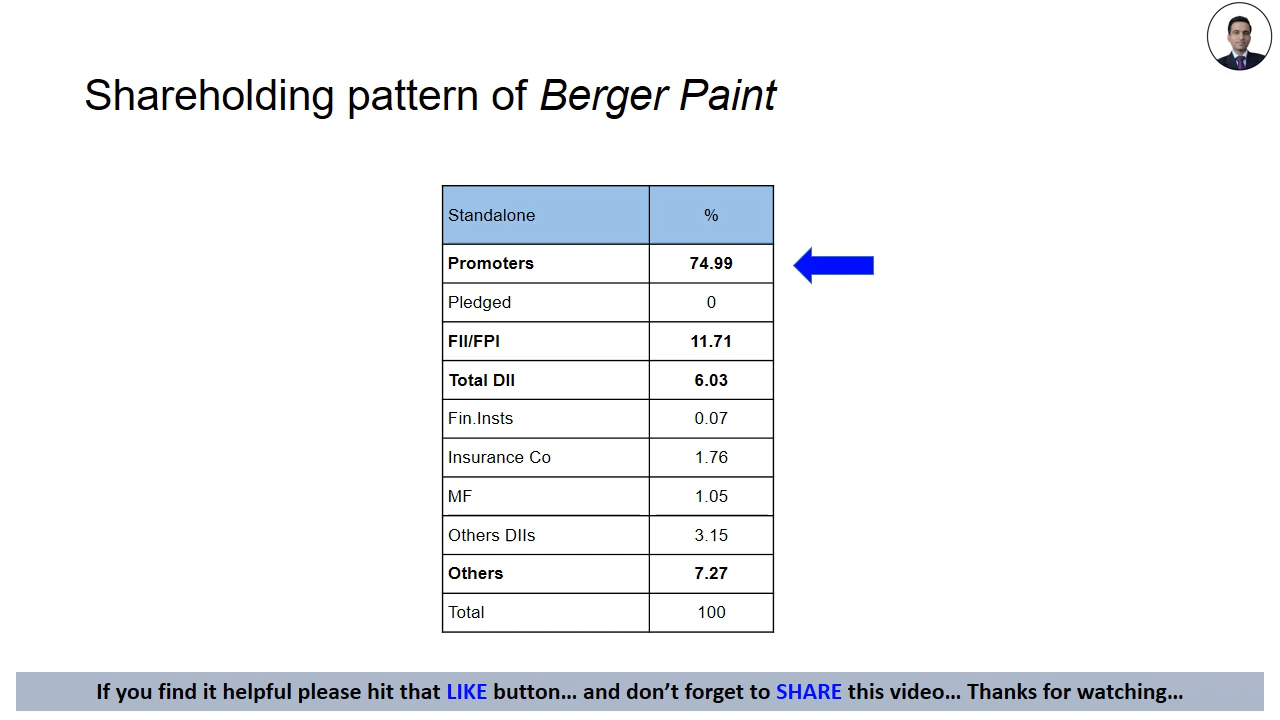 Shareholding pattern of Berger Paint
Standalone %
Promoters 74.99
Pledged 0
FII/FPI 11.71
Total DII 6.03
Fin.Insts 0.07
Insurance Co 1.76
MF 1.05
Others DIIs 3.15
Others 7.27
Total 100
If you find it helpful please hit that LIKE button... and don't forget to SHARE this video... Thanks for watching...